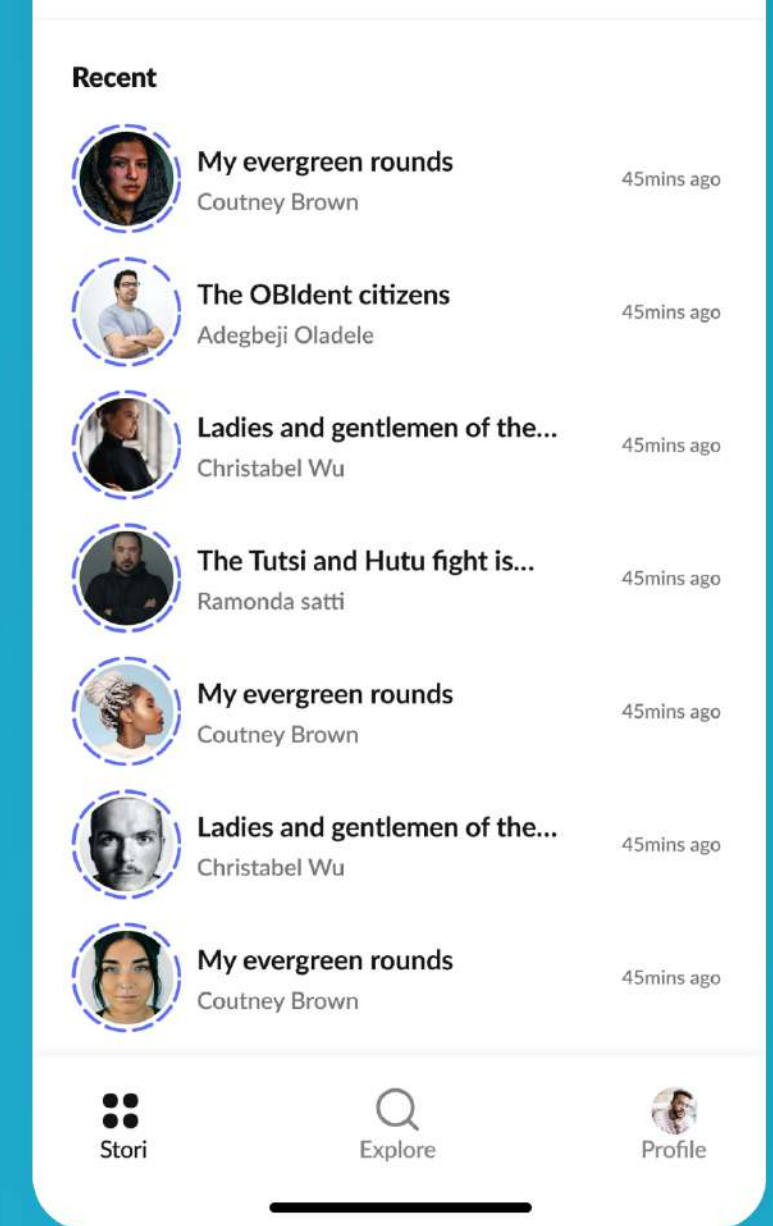 Recent
My evergreen rounds
45mins ago
Coutney Brown
The OBIdent citizens
45mins ago
Adegbeji Oladele
Ladies and gentlemen of the...
45mins ago
Christabel Wu
The Tutsi and Hutu fight is...
45mins ago
Ramonda satti
My evergreen rounds
45mins ago
Coutney Brown
Ladies and gentlemen of the...
45mins ago
Christabel Wu
My evergreen rounds
45mins ago
Coutney Brown
Stori
Explore
Profile